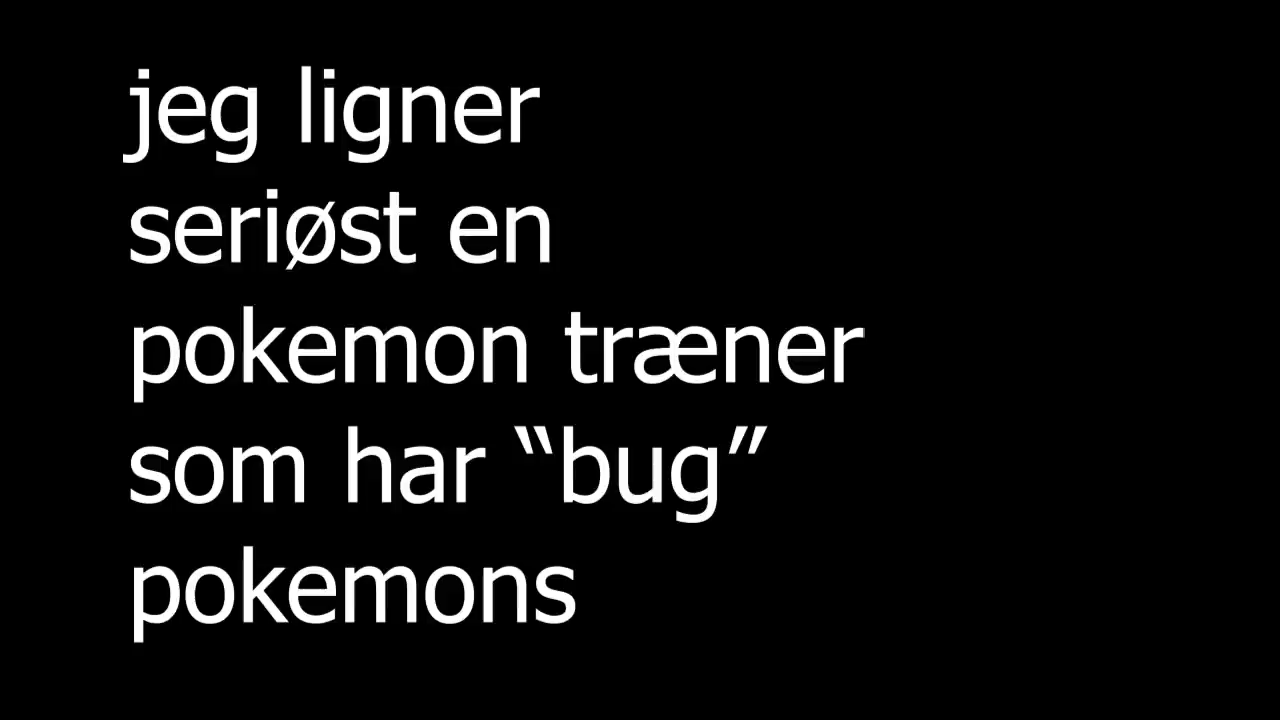 jeg ligner
seriøst en
pokemon træner
som har “bug”
pokemons